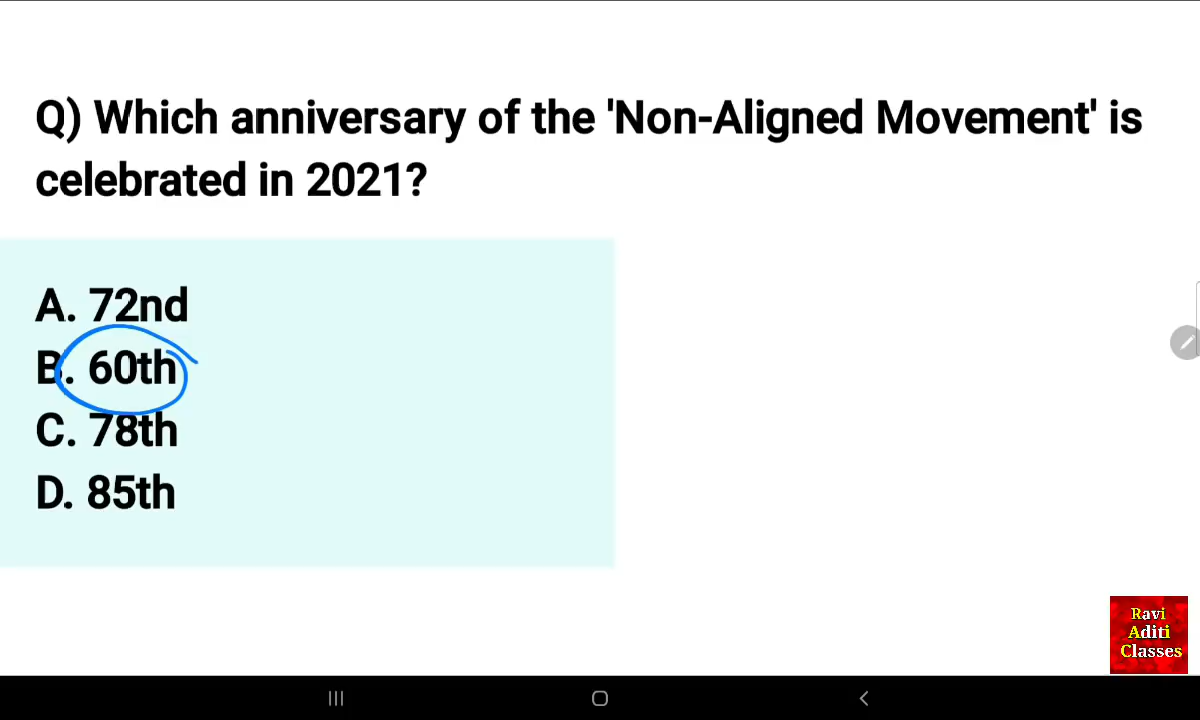 Q) Which anniversary of the 'Non-Aligned Movement' is
celebrated in 2021?
A. 72nd
B. 60th
C. 78th
D. 85th
Ravi
Aditi
Classes